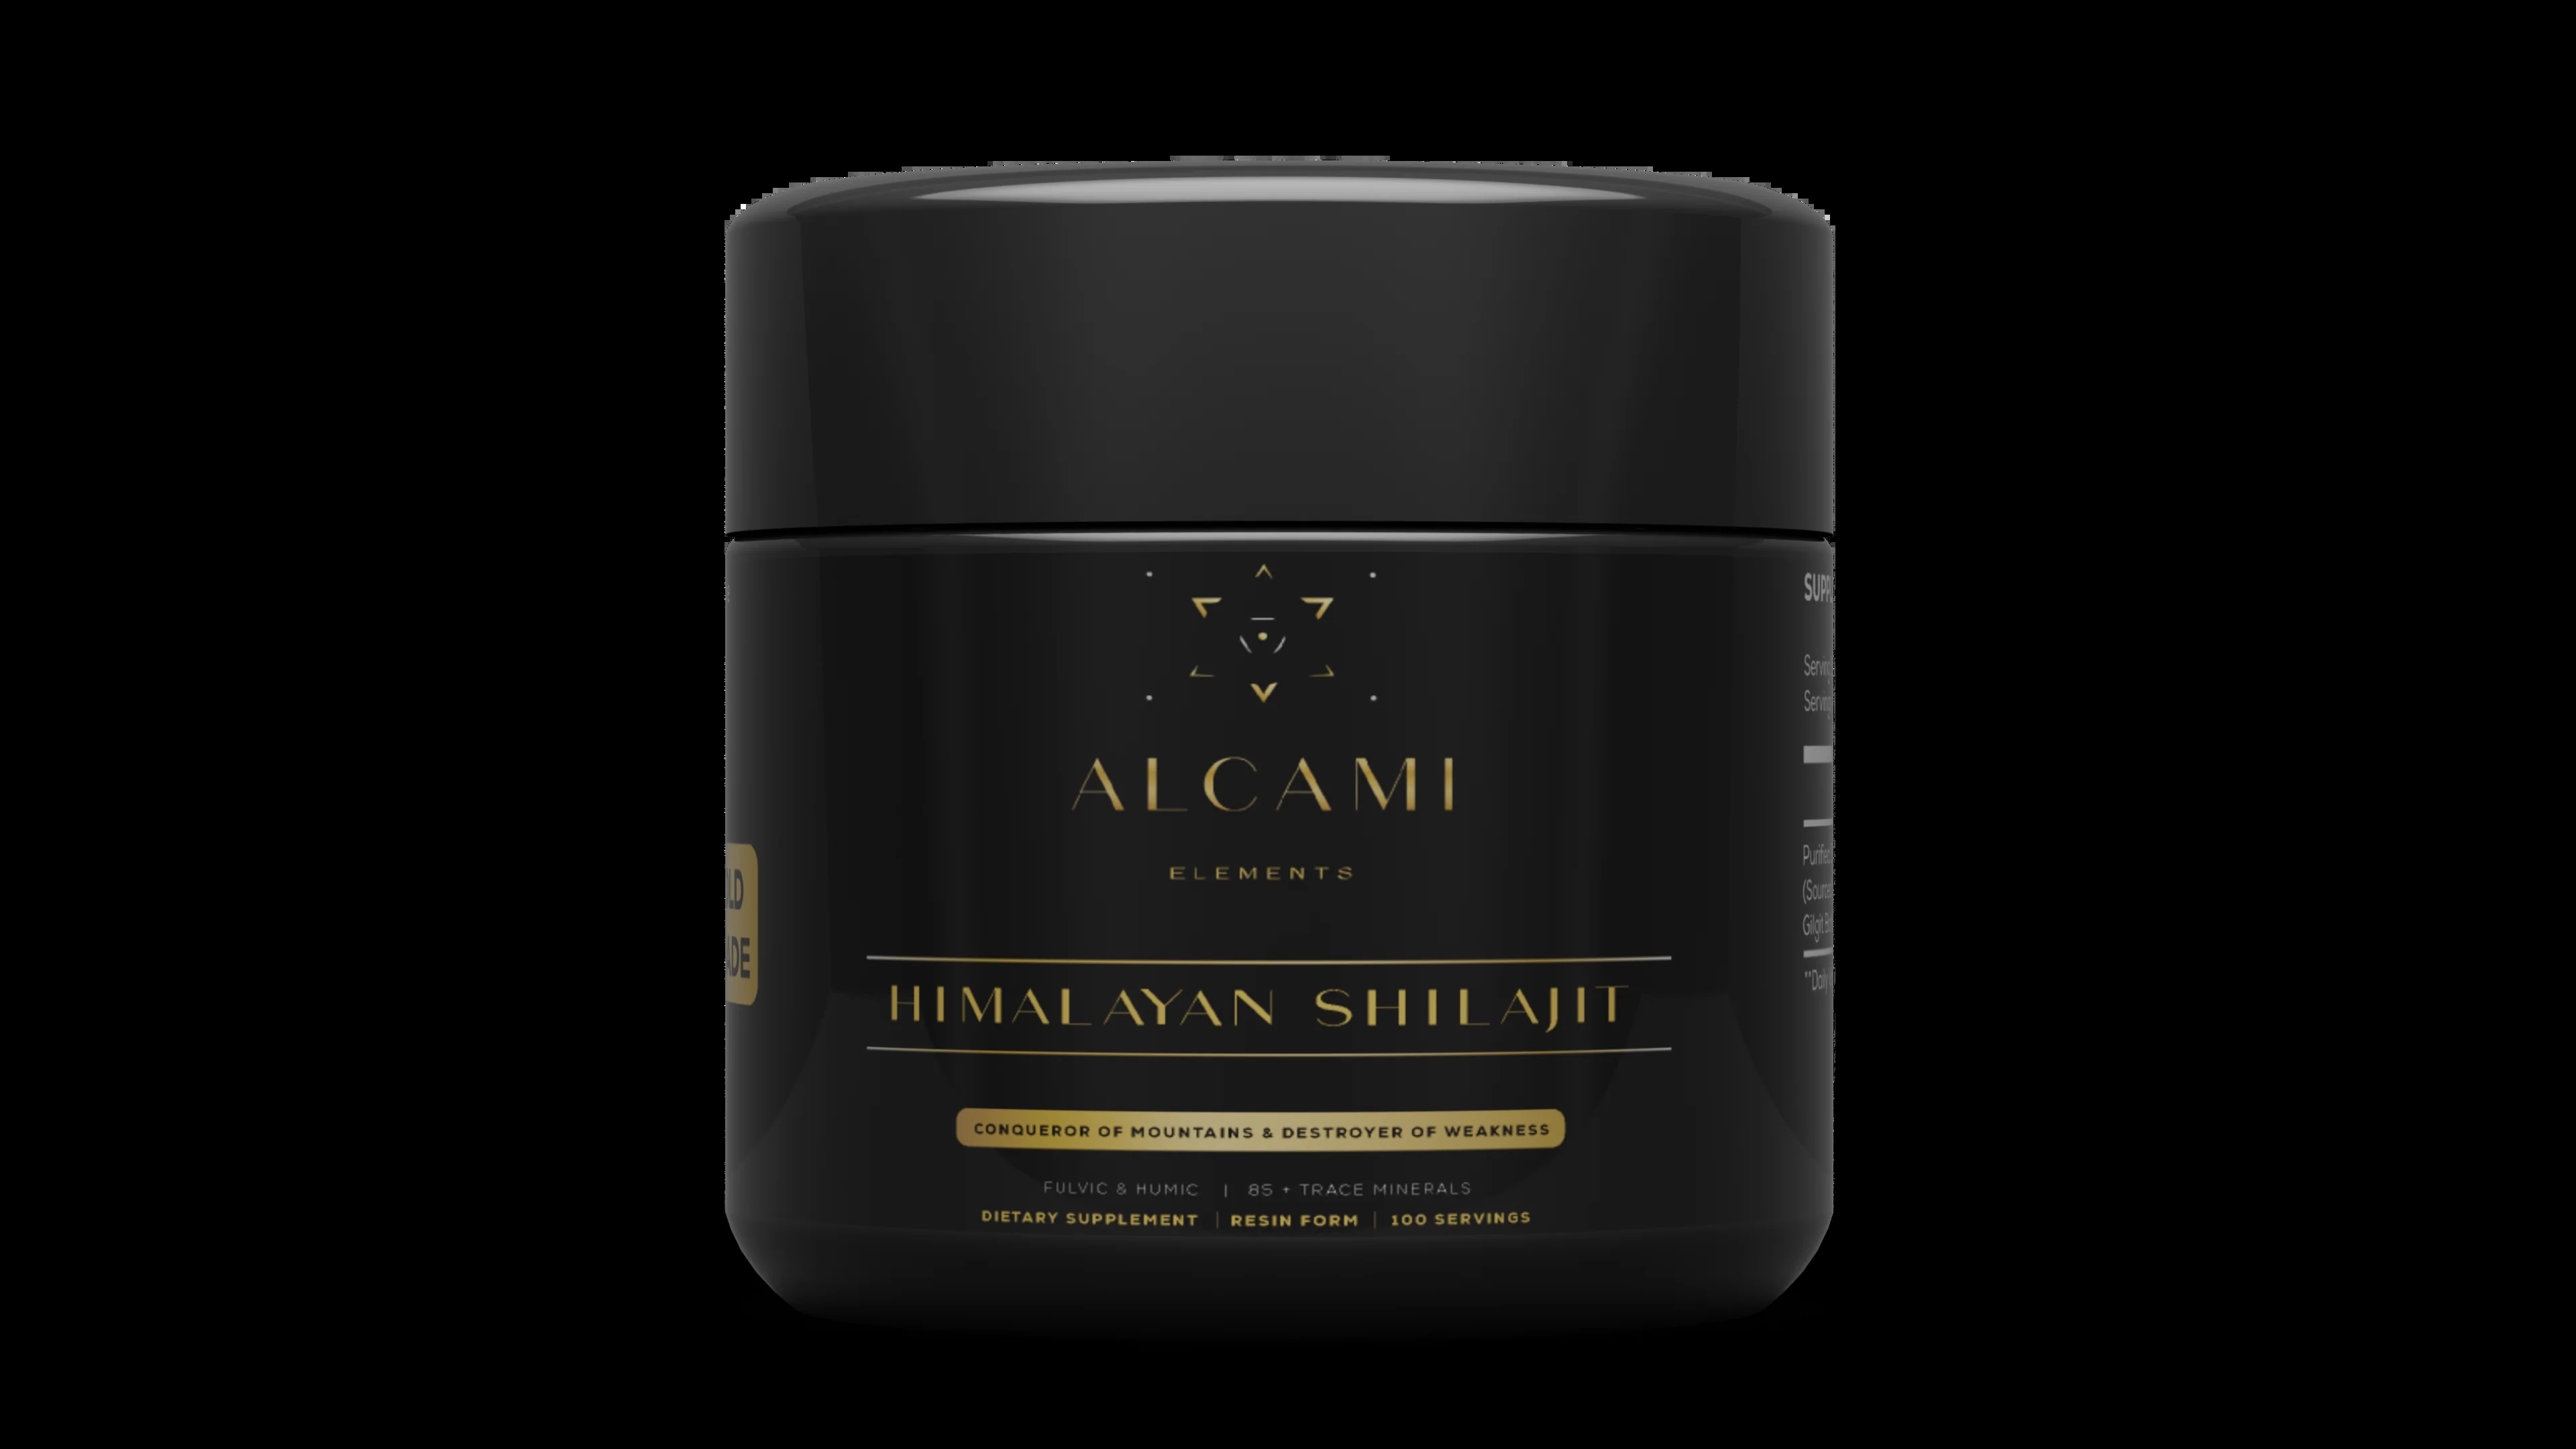 ALCAMI
ELEMENTS
HIMALAYAN SHILAJIT
CONQUEROR OF MOUNTAINS & DESTROYER OF WEAKNESS
FULVIC & HUMIC | 85 + TRACE MINERALS
DIETARY SUPPLEMENT | RESIN FORM | 100 SERVINGS